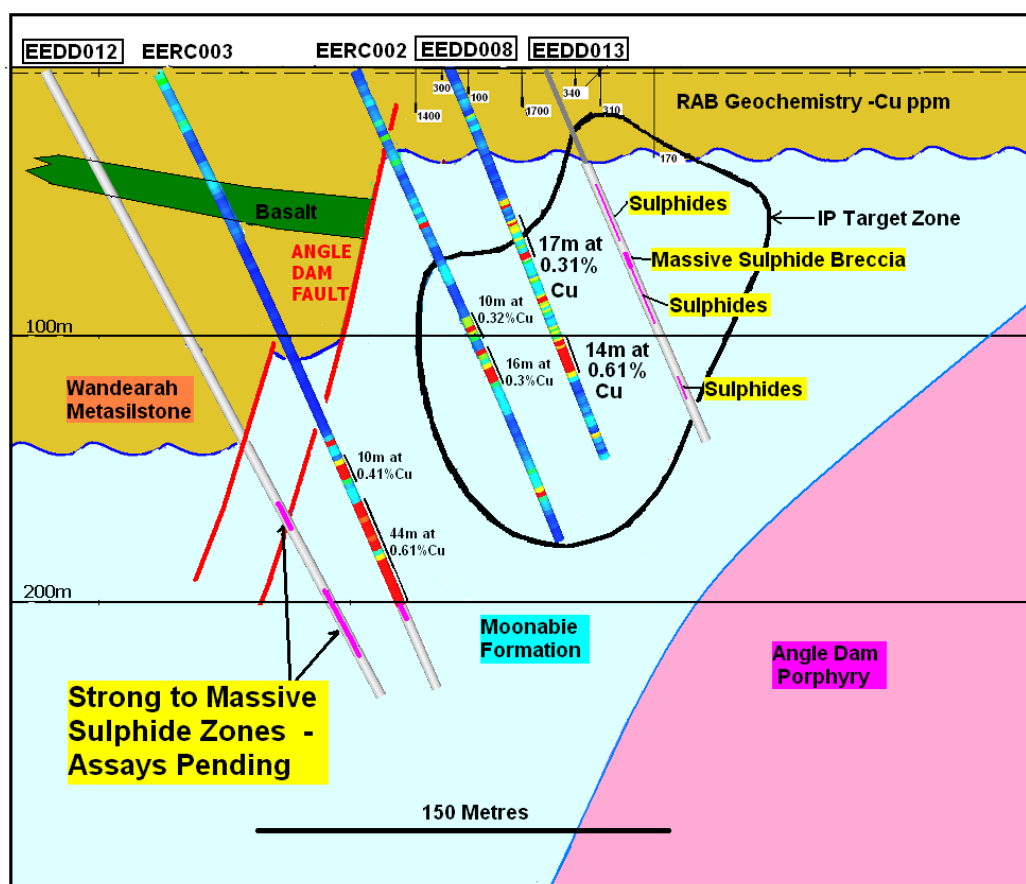 EEDD012
EERC003
EERC002
EEDD008
EEDD013
300
100
340
1400
1700
310
170
RAB Geochemistry -Cu ppm
Basalt
Sulphides
IP Target Zone
ANGLE
DAM
FAULT
17m at
0.31%
Cu
Massive Sulphide Breccia
Sulphides
10m at
0.32%Cu
100m
14m at
0.61%
Cu
16m at
0.3%Cu
Wandearah
Metasilstone
Sulphides
10m at
0.41%Cu
44m at
0.61%Cu
200m
Moonabie
Formation
Angle Dam
Porphyry
Strong to Massive
Sulphide Zones -
Assays Pending
150 Metres